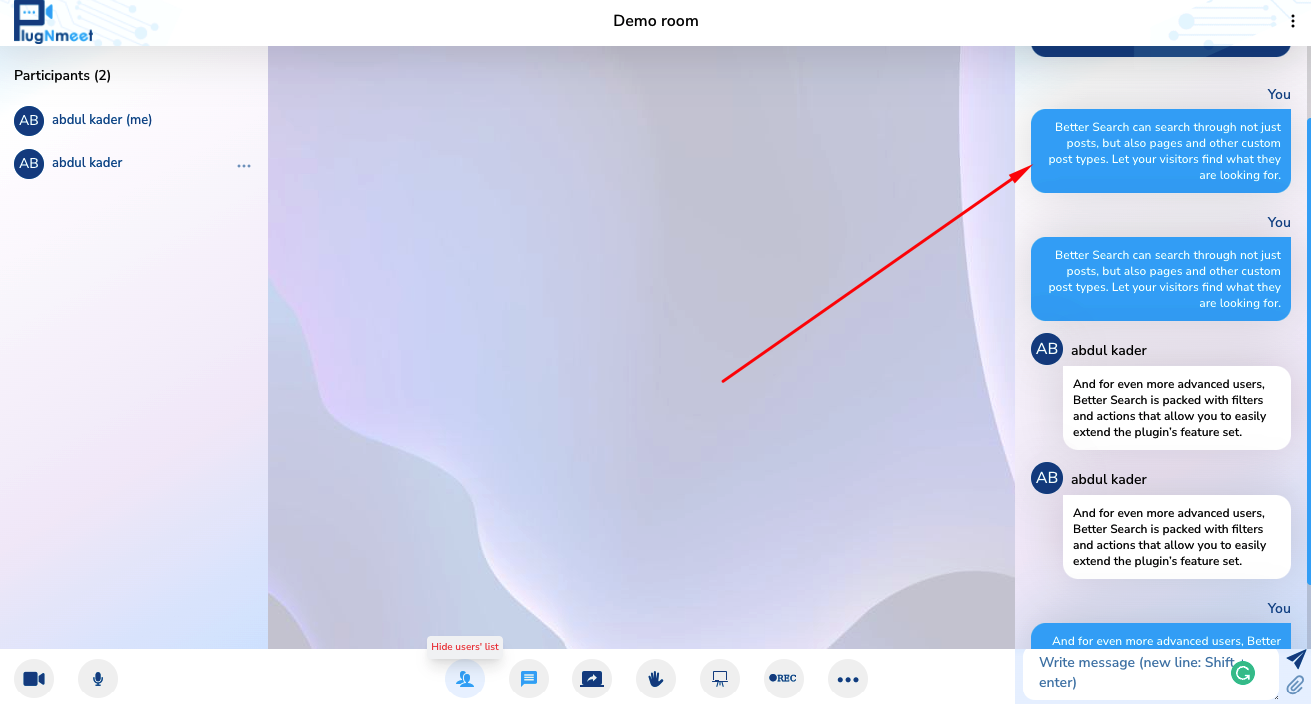 PlugNmeet
Demo room
Participants (2)
AB abdul kader (me)
AB abdul kader
You
Better Search can search through not just
posts, but also pages and other custom
post types. Let your visitors find what they
are looking for.
You
Better Search can search through not just
posts, but also pages and other custom
post types. Let your visitors find what they
are looking for.
AB abdul kader
And for even more advanced users,
Better Search is packed with filters
and actions that allow you to easily
extend the plugin's feature set.
AB abdul kader
And for even more advanced users,
Better Search is packed with filters
and actions that allow you to easily
extend the plugin's feature set.
You
And for even more advanced users, Better
Hide users' list
REC
Write message (new line: Shift
enter)